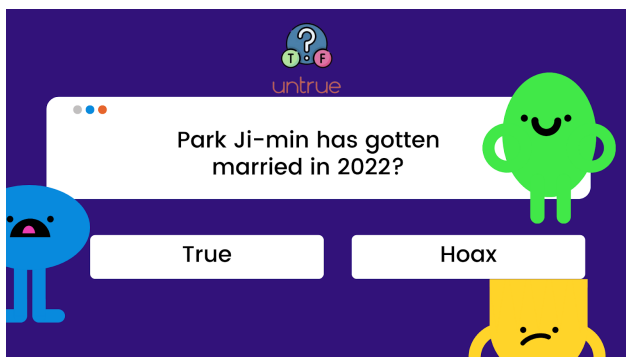 ?
T F
untrue
Park Ji-min has gotten
married in 2022?
True
Hoax